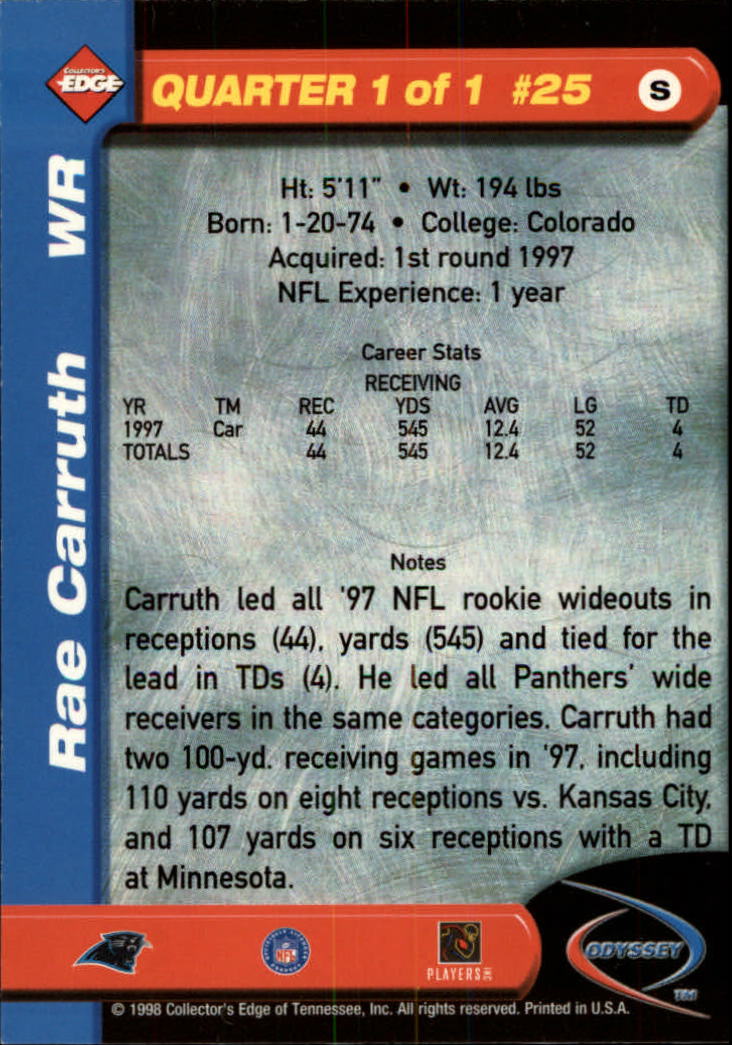 COLLECTOR'S
EDGE
QUARTER 1 of 1 #25 S
Rae Carruth WR
Ht: 5'11" • Wt: 194 lbs
Born: 1-20-74 • College: Colorado
Acquired: 1st round 1997
NFL Experience: 1 year
Career Stats
RECEIVING
YR TM REC YDS AVG LG TD
1997 Car 44 545 12.4 52 4
TOTALS 44 545 12.4 52 4
Notes
Carruth led all '97 NFL rookie wideouts in
receptions (44), yards (545) and tied for the
lead in TDs (4). He led all Panthers' wide
receivers in the same categories. Carruth had
two 100-yd. receiving games in '97, including
110 yards on eight receptions vs. Kansas City,
and 107 yards on six receptions with a TD
at Minnesota.
NFL
PLAYERS INC
ODYSSEY
TM
© 1998 Collector's Edge of Tennessee, Inc. All rights reserved. Printed in U.S.A.